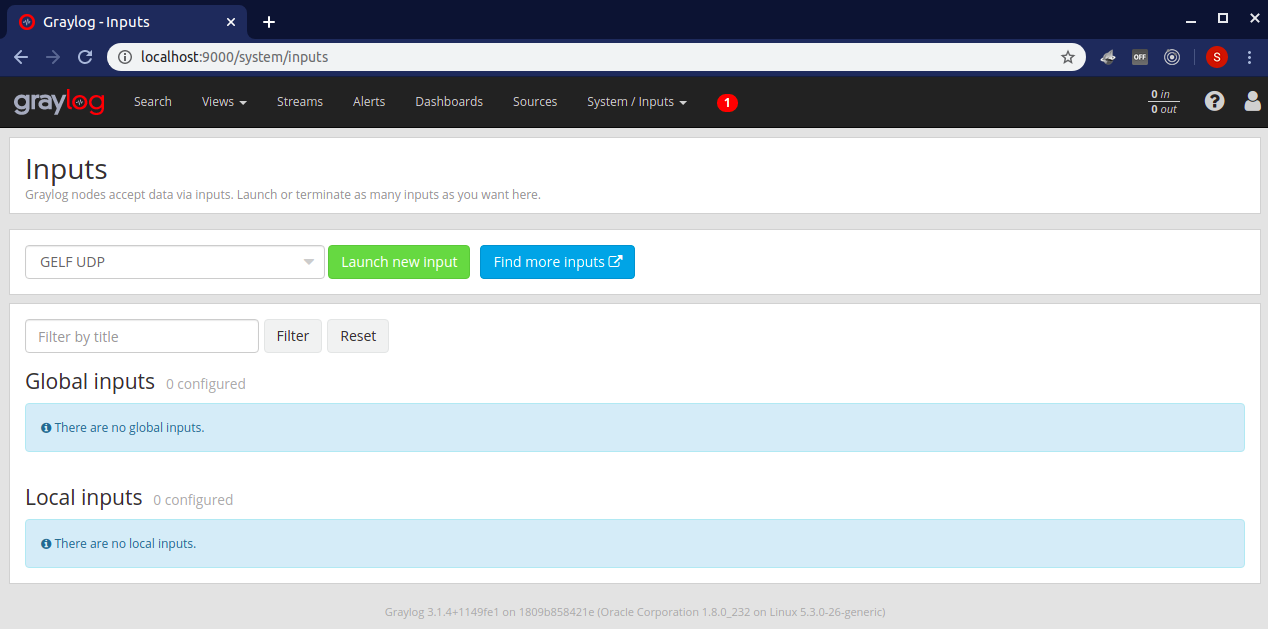 Graylog - Inputs
localhost:9000/system/inputs
OFF
S
graylog Search Views Streams Alerts Dashboards Sources System / Inputs 1 0 in
0 out
Inputs
Graylog nodes accept data via inputs. Launch or terminate as many inputs as you want here.
GELF UDP Launch new input Find more inputs
Filter by title Filter Reset
Global inputs 0 configured
There are no global inputs.
Local inputs 0 configured
There are no local inputs.
Graylog 3.1.4+1149fe1 on 1809b858421e (Oracle Corporation 1.8.0_232 on Linux 5.3.0-26-generic)